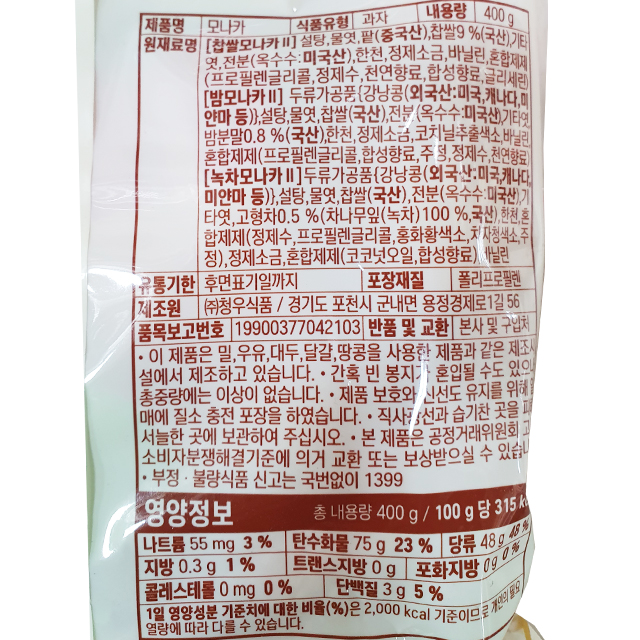 제품명 모나카 식품유형 과자 내용량 400 g
원재료명 [찹쌀모나카Ⅱ] 설탕,물엿,팥(중국산),찹쌀9 %(국산),기타
엿,전분(옥수수:미국산),한천,정제소금,바닐린,혼합제제
(프로필렌글리콜,정제수,천연향료,합성향료,글리세린)
[밤모나카Ⅱ] 두류가공품{강낭콩(외국산:미국,캐나다,미
얀마 등)},설탕,물엿,찹쌀(국산),전분(옥수수:미국산),기타엿,
밤분말0.8 %(국산),한천,정제소금,코치닐추출색소,바닐린,
혼합제제(프로필렌글리콜,합성향료,주정,정제수,천연향료)
[녹차모나카Ⅱ] 두류가공품{강낭콩(외국산:미국,캐나다,
미얀마 등)},설탕,물엿,찹쌀(국산),전분(옥수수:미국산),기
타엿,고형차0.5 %(차나무잎(녹차) 100 %,국산),한천,혼
합제제(정제수,프로필렌글리콜,홍화황색소,치자청색소,주
정),정제소금,혼합제제(코코넛오일,합성향료),바닐린
유통기한 후면표기일까지 포장재질 폴리프로필렌
제조원 ㈜청우식품 / 경기도 포천시 군내면 용정경제로1길 56
품목보고번호 19900377042103 반품 및 교환 본사 및 구입처
• 이 제품은 밀,우유,대두,달걀,땅콩을 사용한 제품과 같은 제조시
설에서 제조하고 있습니다. • 간혹 빈 봉지가 혼입될 수도 있으나
총중량에는 이상이 없습니다. • 제품 보호와 신선도 유지를 위해
매에 질소 충전 포장을 하였습니다. • 직사광선과 습기찬 곳을 피해
서늘한 곳에 보관하여 주십시오. • 본 제품은 공정거래위원회 고
소비자분쟁해결기준에 의거 교환 또는 보상받으실 수 있습니
• 부정 · 불량식품 신고는 국번없이 1399
영양정보 총 내용량 400 g / 100 g 당 315 k
나트륨 55 mg 3 % 탄수화물 75 g 23 % 당류 48 g 48 %
지방 0.3 g 1 % 트랜스지방 0 g 포화지방 0 g 0 %
콜레스테롤 0 mg 0 % 단백질 3 g 5 %
1일 영양성분 기준치에 대한 비율(%)은 2,000 kcal 기준이므로 개인의 필요
열량에 따라 다를 수 있습니다.